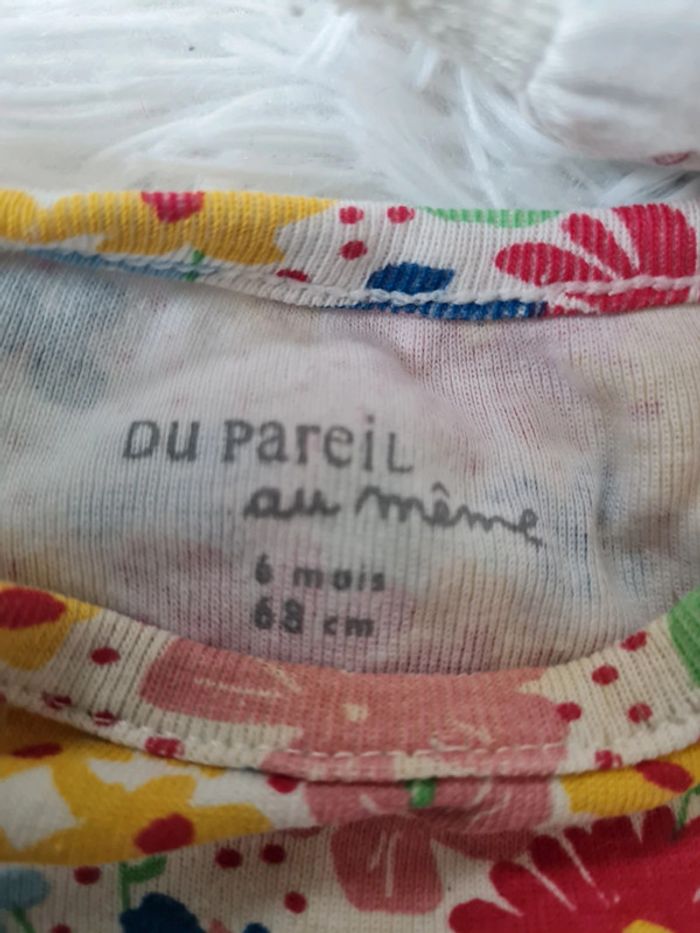 Du Pareil
au même
6 mois
68 cm